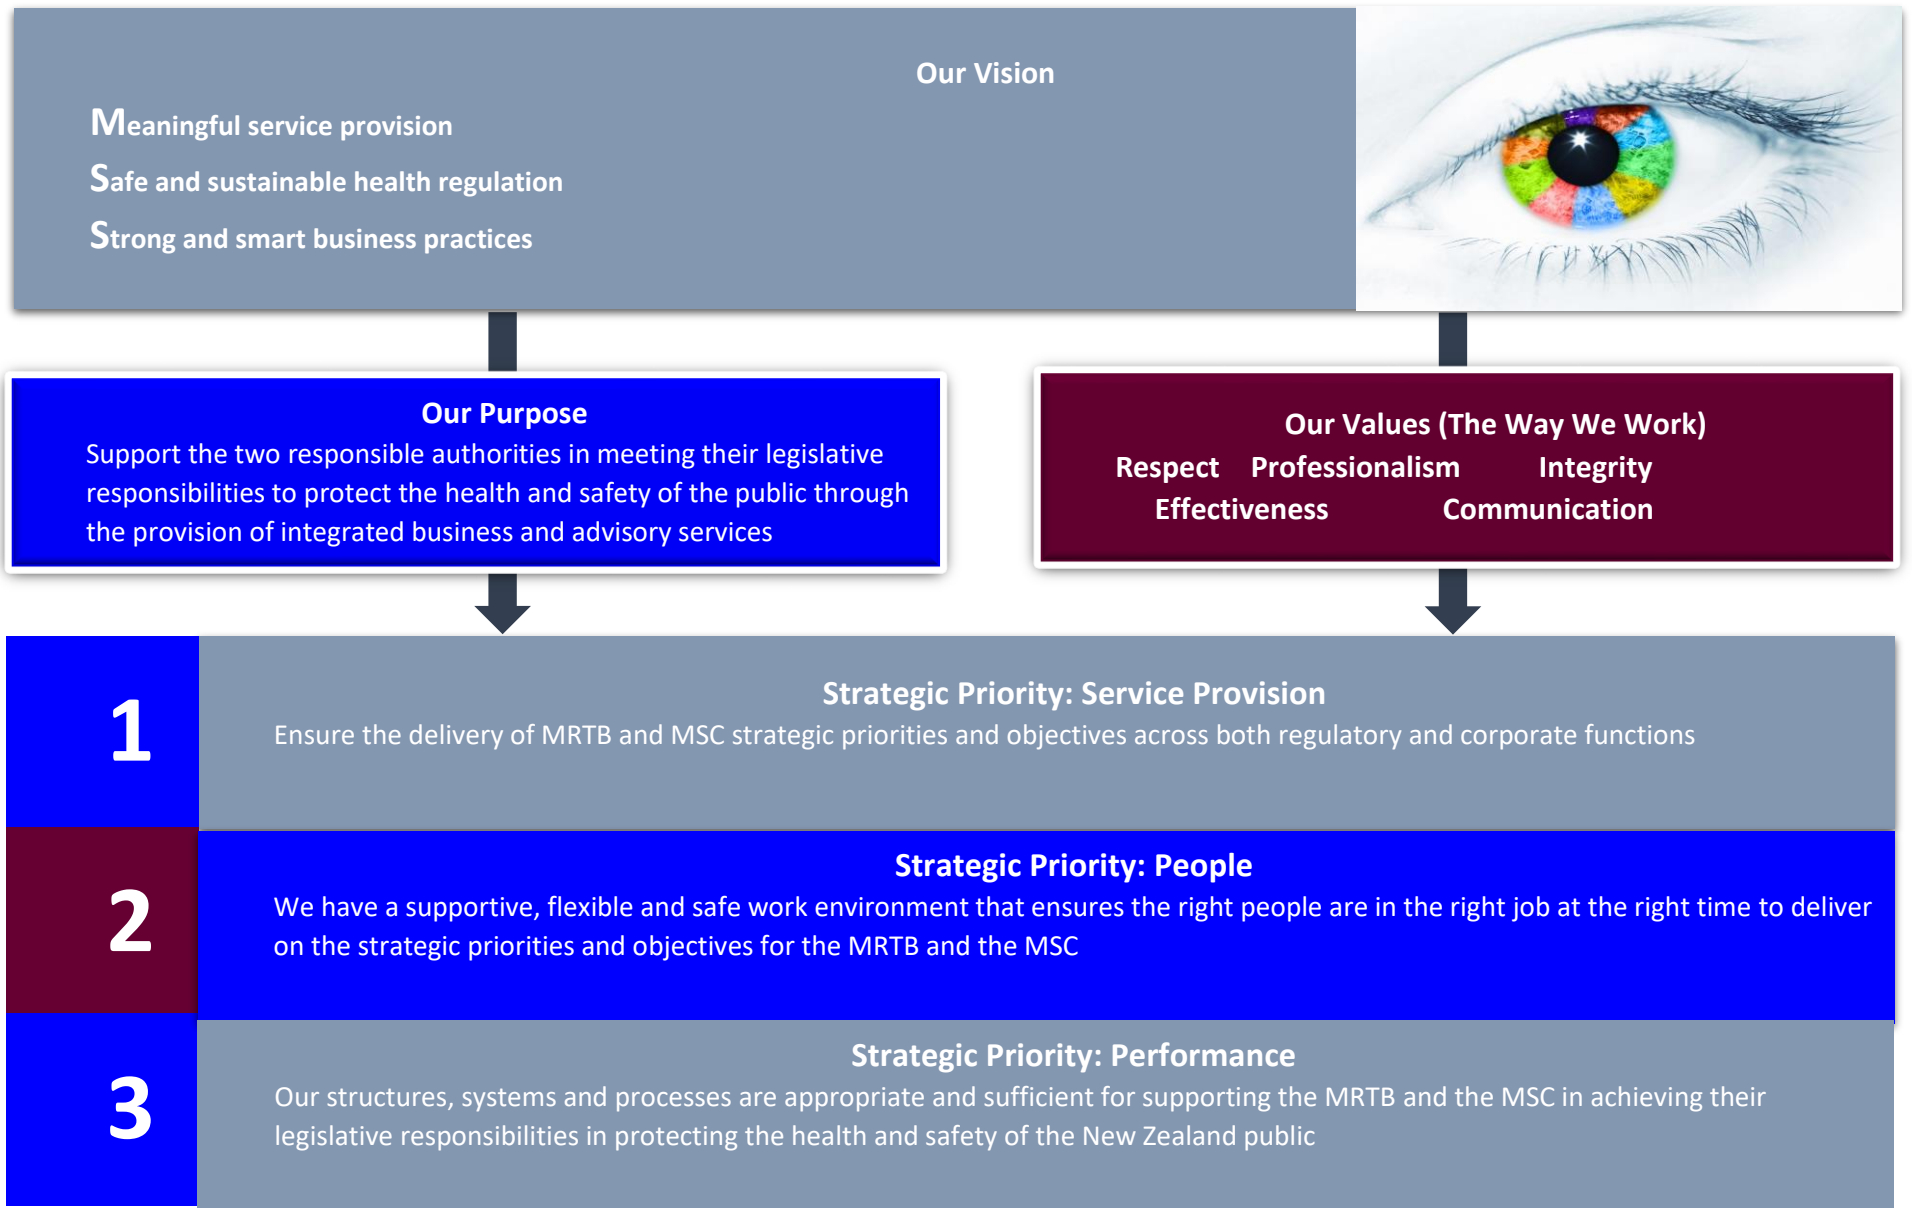 Our Vision
Meaningful service provision
Safe and sustainable health regulation
Strong and smart business practices
Our Purpose
Support the two responsible authorities in meeting their legislative
responsibilities to protect the health and safety of the public through
the provision of integrated business and advisory services
Our Values (The Way We Work)
Respect Professionalism Integrity
Effectiveness Communication
1
Strategic Priority: Service Provision
Ensure the delivery of MRTB and MSC strategic priorities and objectives across both regulatory and corporate functions
2
Strategic Priority: People
We have a supportive, flexible and safe work environment that ensures the right people are in the right job at the right time to deliver
on the strategic priorities and objectives for the MRTB and the MSC
3
Strategic Priority: Performance
Our structures, systems and processes are appropriate and sufficient for supporting the MRTB and the MSC in achieving their
legislative responsibilities in protecting the health and safety of the New Zealand public